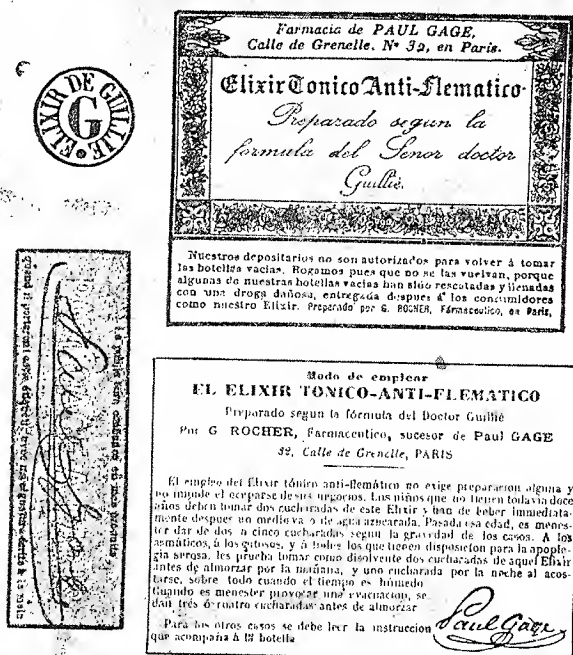 ELIXIR DE GUILLIE
G
Farmacia de PAUL GAGE,
Calle de Grenelle. Nº 32, en Paris.
Elixir Tonico Anti-Flematico
Preparado segun la
formula del Senor doctor
Guillié.
Nuestros depositarios no son autorizados para volver á tomar
las botellas vacias. Rogamos pues que no se las vuelvan, porque
algunas de nuestras botellas vacias han sido rescatadas y llenadas
con una droga dañosa, entregada despues á los consumidores
como nuestro Elixir. Preparado por G. ROCHER, Farmaceutico, en Paris,
Modo de emplear
EL ELIXIR TONICO-ANTI-FLEMATICO
Preparado segun la fórmula del Doctor Guillié
Por G. ROCHER, Farmaceutico, sucesor de Paul GAGE
32, Calle de Grenelle, PARIS
El empleo del Elixir tónico anti-flemático no exige preparacion alguna y
no impide el ocuparse de sus negocios. Los niños que no tienen todavia doce
años deben tomar dos cucharadas de este Elixir y han de beber immediata-
mente despues un medio vaso de agua azucarada. Pasada esa edad, es menes-
ter dar de dos a cinco cucharadas segun la gravedad de los casos. A los
asmáticos, á los gotosos, y á todos los que tienen disposicion para la apople-
gia serosa, les prueba tomar como disolvente dos cucharadas de aquel Elixir
antes de almorzar por la mañana, y uno cucharada por la noche al acos-
tarse, sobre todo cuando el tiempo es húmedo
Cuando es menester provocar una evacuacion, se
dan trés ó cuatro cucharadas antes de almorzar
Para los otros casos se debe leer la instruccion
que acompaña á la botella
Paul Gage